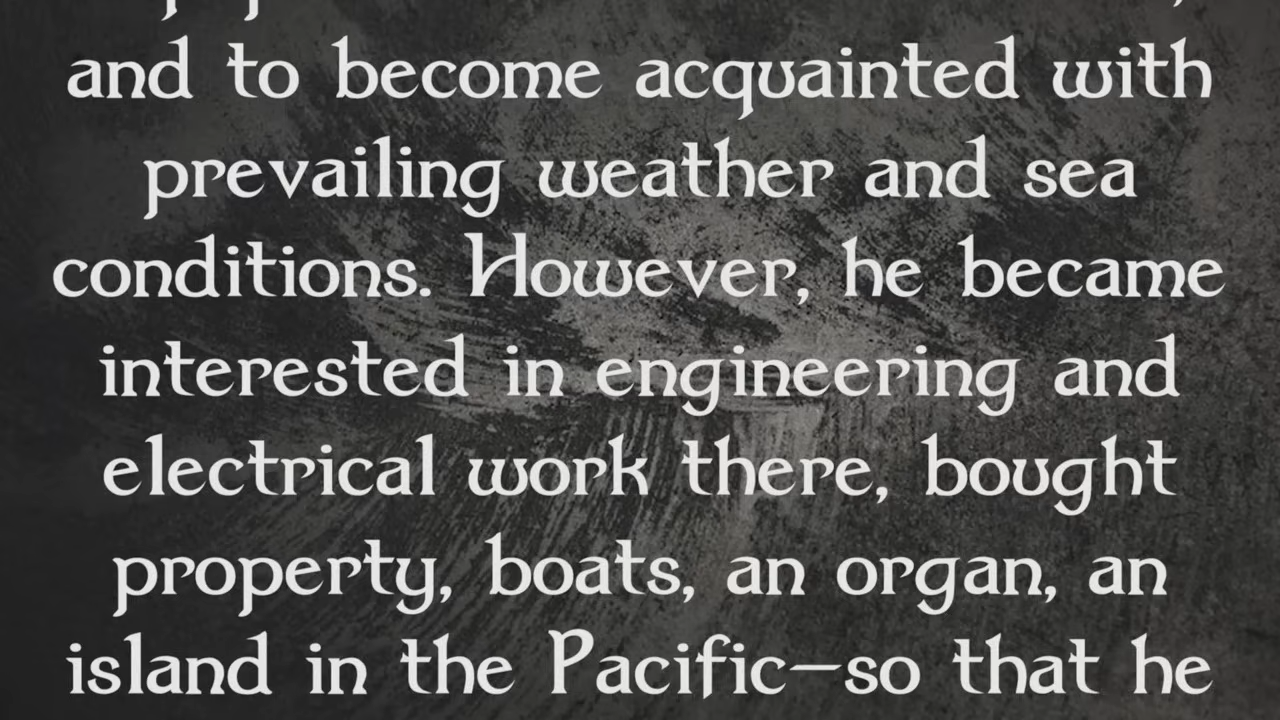 and to become acquainted with
prevailing weather and sea
conditions. However, he became
interested in engineering and
electrical work there, bought
property, boats, an organ, an
island in the Pacific—so that he